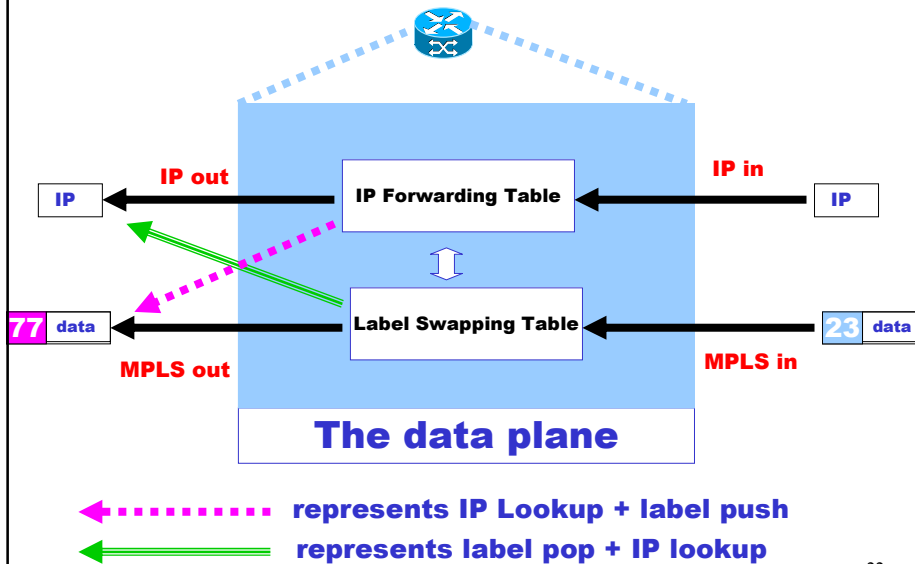 IP out
IP in
IP
IP Forwarding Table
IP
77 data
Label Swapping Table
23 data
MPLS out
MPLS in
The data plane
represents IP Lookup + label push
represents label pop + IP lookup